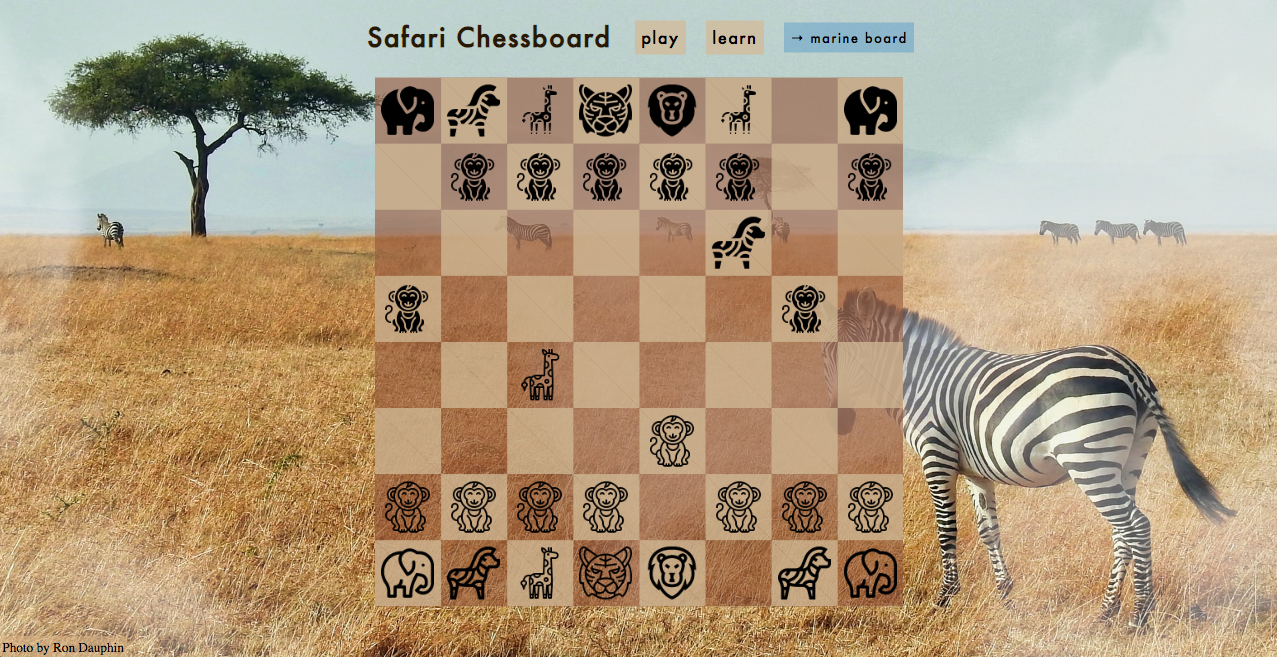 Safari Chessboard
play
learn
→ marine board
Photo by Ron Dauphin